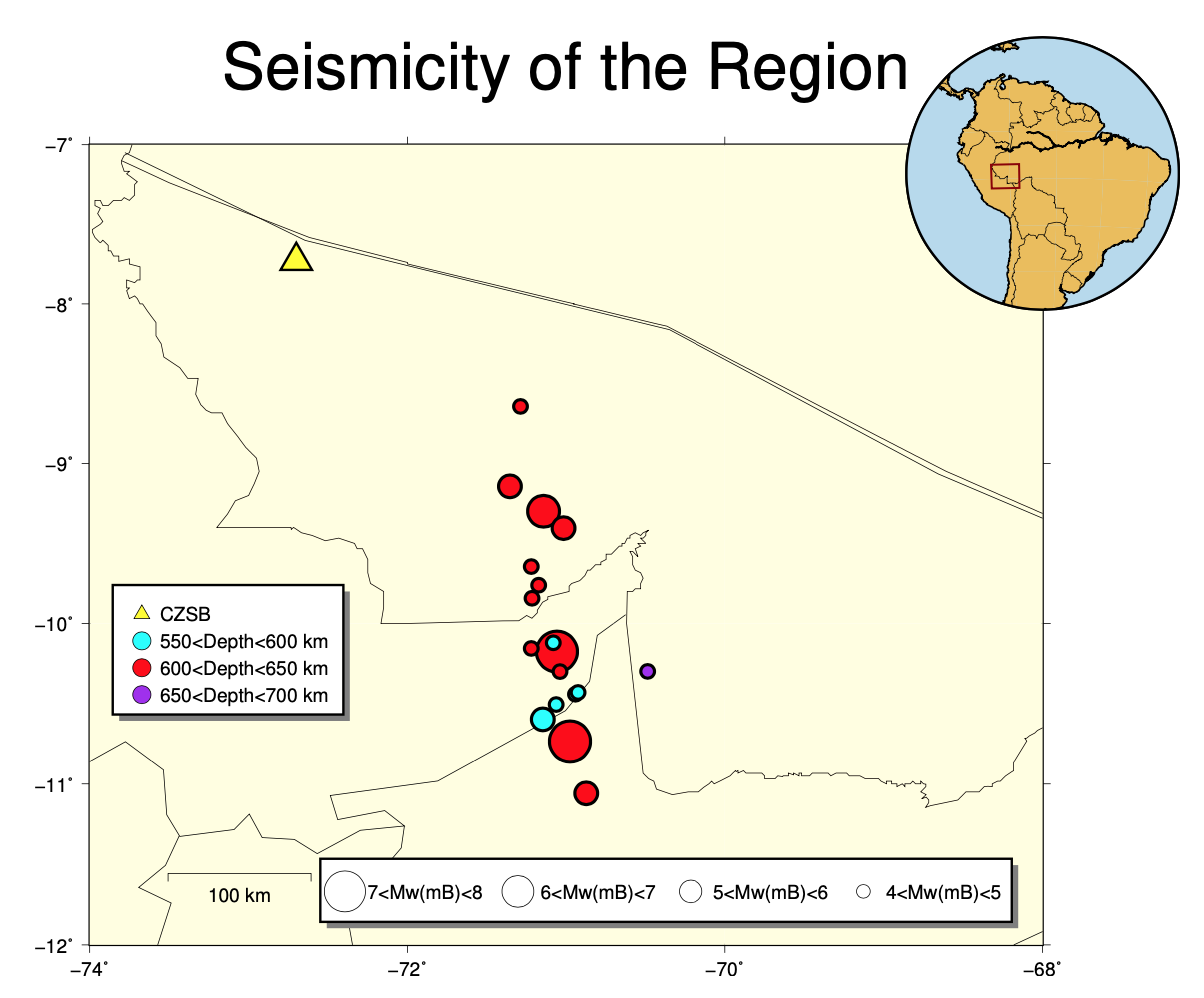 Seismicity of the Region
−7˚
−8˚
−9˚
−10˚
−11˚
−12˚
CZSB
550<Depth<600 km
600<Depth<650 km
650<Depth<700 km
100 km
7<Mw(mB)<8 6<Mw(mB)<7 5<Mw(mB)<6 4<Mw(mB)<5
−74˚ −72˚ −70˚ −68˚